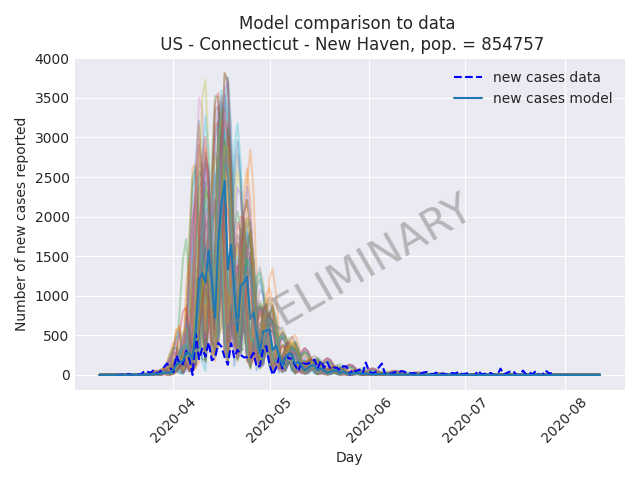 Model comparison to data
US - Connecticut - New Haven, pop. = 854757
4000
3500
3000
2500
2000
1500
1000
500
0
Number of new cases reported
new cases data
new cases model
ELIMINARY
2020-04
2020-05
2020-06
2020-07
2020-08
Day